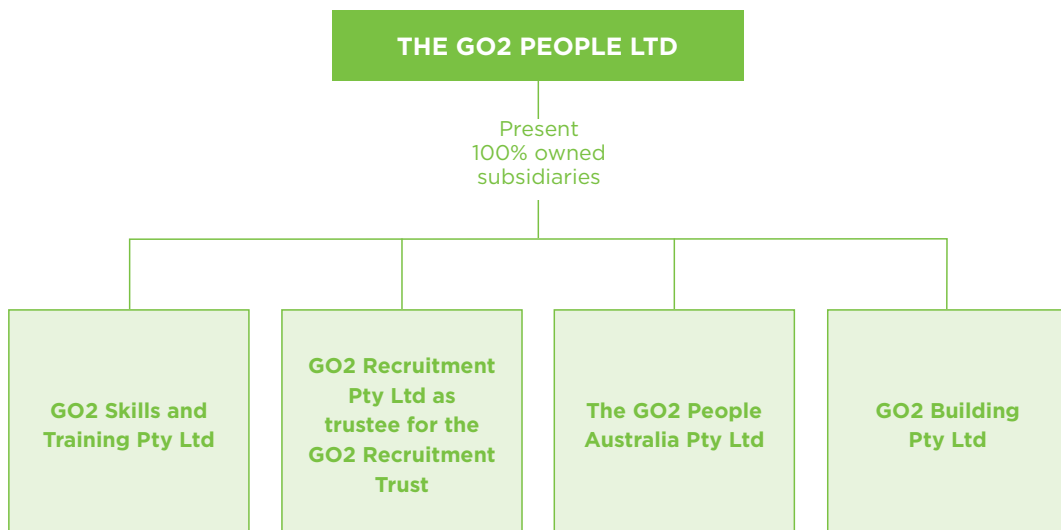 THE GO2 PEOPLE LTD
Present
100% owned
subsidiaries
GO2 Skills and
Training Pty Ltd
GO2 Recruitment
Pty Ltd as
trustee for the
GO2 Recruitment
Trust
The GO2 People
Australia Pty Ltd
GO2 Building
Pty Ltd